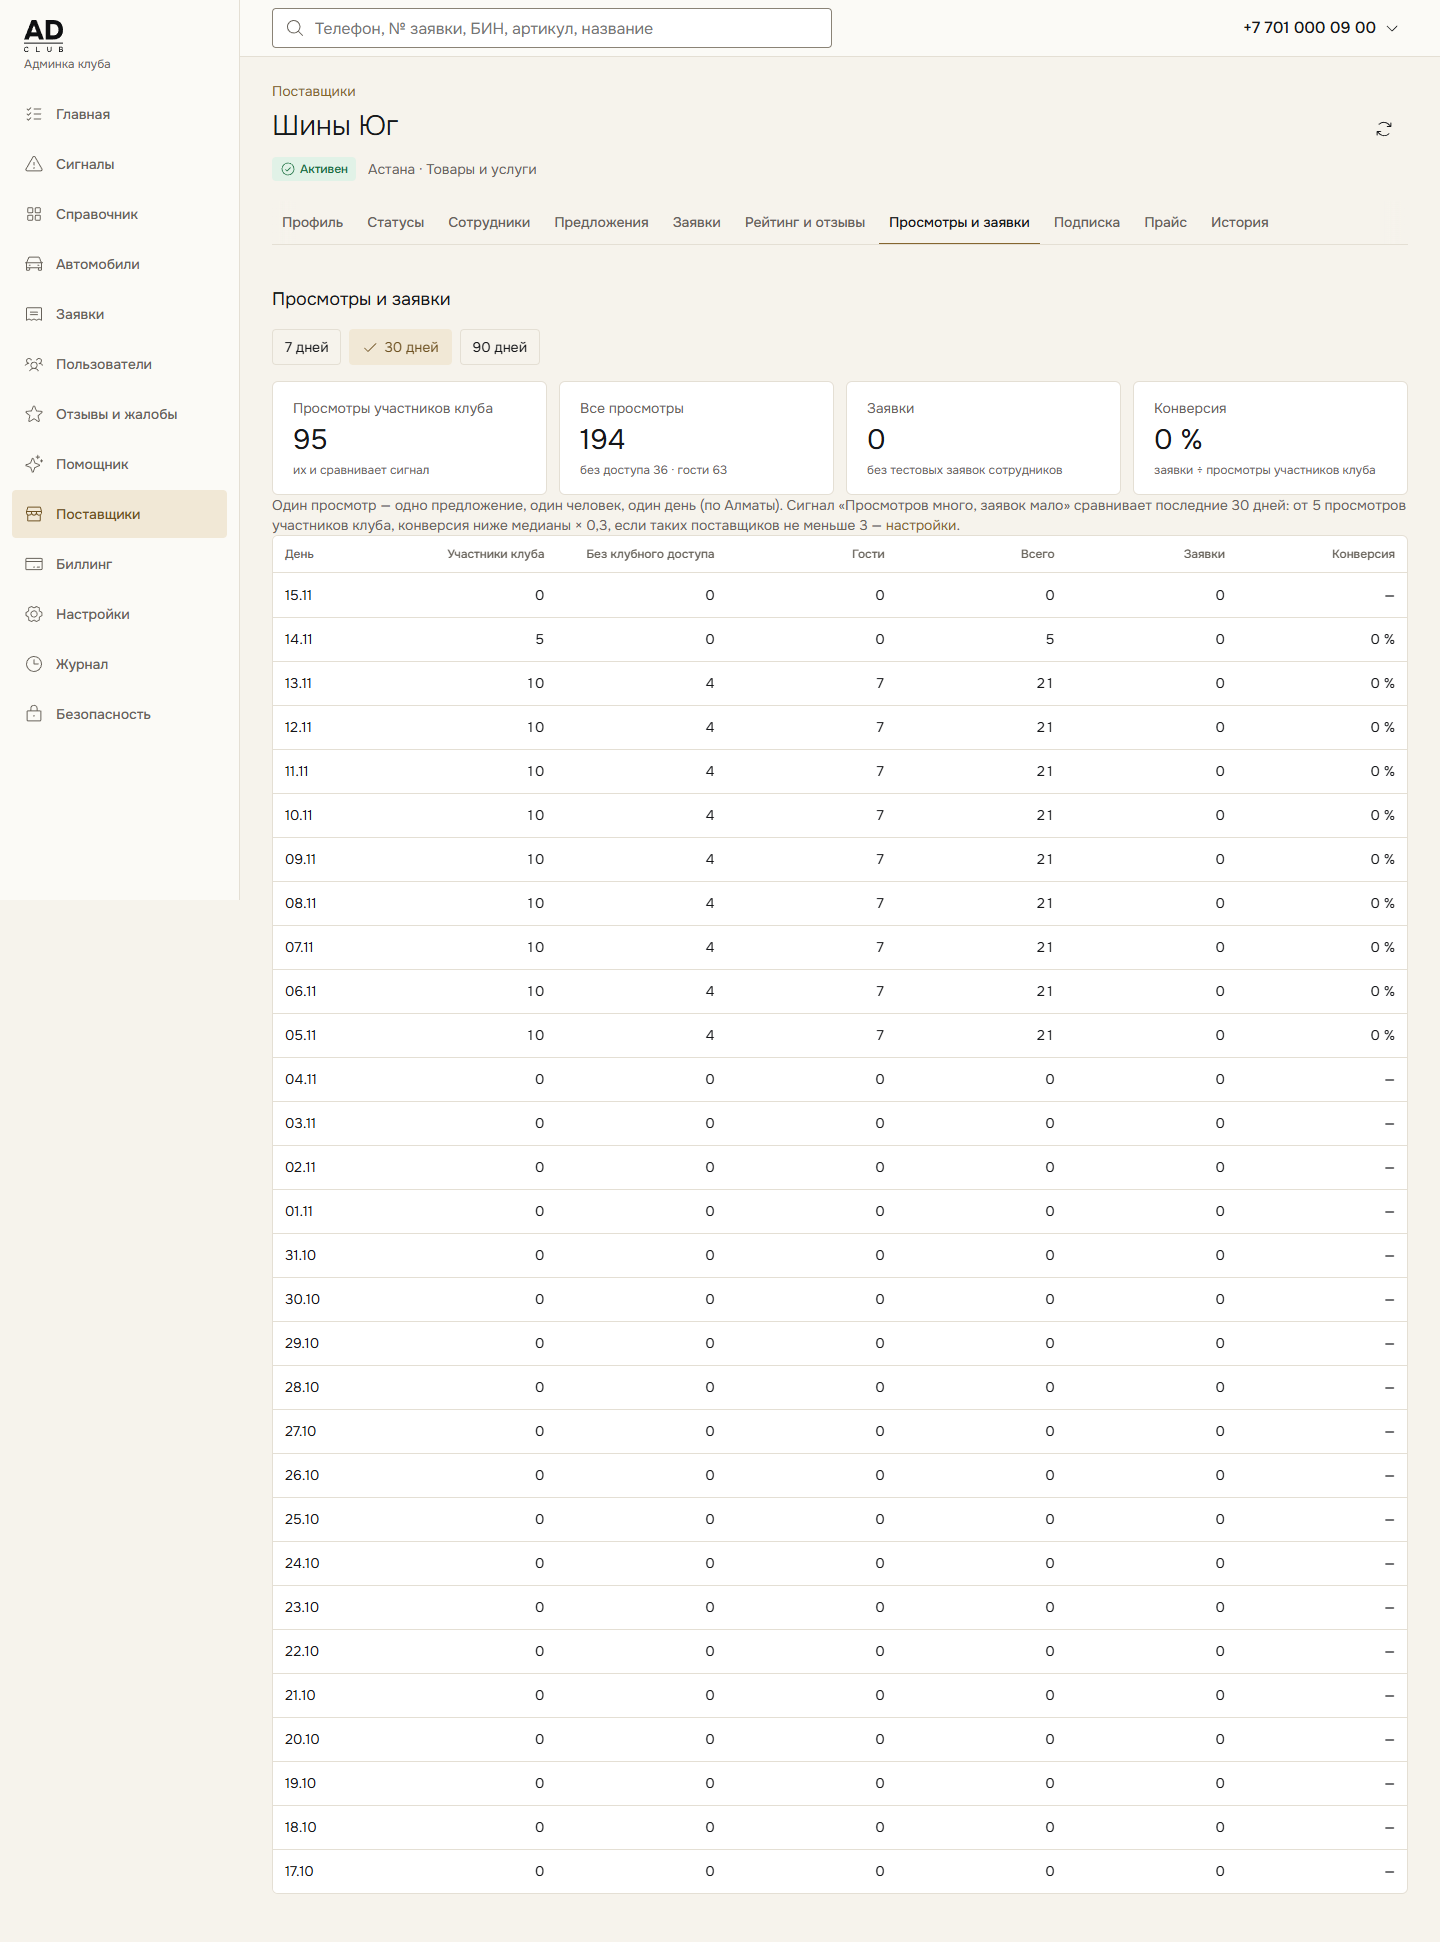 AD
CLUB
Админка клуба
Главная
Сигналы
Справочник
Автомобили
Заявки
Пользователи
Отзывы и жалобы
Помощник
Поставщики
Биллинг
Настройки
Журнал
Безопасность
Телефон, № заявки, БИН, артикул, название
+7 701 000 09 00
Поставщики
Шины Юг
Активен Астана · Товары и услуги
Профиль Статусы Сотрудники Предложения Заявки Рейтинг и отзывы Просмотры и заявки Подписка Прайс История
Просмотры и заявки
7 дней 30 дней 90 дней
Просмотры участников клуба
95
их и сравнивает сигнал
Все просмотры
194
без доступа 36 · гости 63
Заявки
0
без тестовых заявок сотрудников
Конверсия
0 %
заявки ÷ просмотры участников клуба
Один просмотр — одно предложение, один человек, один день (по Алматы). Сигнал «Просмотров много, заявок мало» сравнивает последние 30 дней: от 5 просмотров
участников клуба, конверсия ниже медианы × 0,3, если таких поставщиков не меньше 3 — настройки.
День Участники клуба Без клубного доступа Гости Всего Заявки Конверсия
15.11 0 0 0 0 0 —
14.11 5 0 0 5 0 0 %
13.11 10 4 7 21 0 0 %
12.11 10 4 7 21 0 0 %
11.11 10 4 7 21 0 0 %
10.11 10 4 7 21 0 0 %
09.11 10 4 7 21 0 0 %
08.11 10 4 7 21 0 0 %
07.11 10 4 7 21 0 0 %
06.11 10 4 7 21 0 0 %
05.11 10 4 7 21 0 0 %
04.11 0 0 0 0 0 —
03.11 0 0 0 0 0 —
02.11 0 0 0 0 0 —
01.11 0 0 0 0 0 —
31.10 0 0 0 0 0 —
30.10 0 0 0 0 0 —
29.10 0 0 0 0 0 —
28.10 0 0 0 0 0 —
27.10 0 0 0 0 0 —
26.10 0 0 0 0 0 —
25.10 0 0 0 0 0 —
24.10 0 0 0 0 0 —
23.10 0 0 0 0 0 —
22.10 0 0 0 0 0 —
21.10 0 0 0 0 0 —
20.10 0 0 0 0 0 —
19.10 0 0 0 0 0 —
18.10 0 0 0 0 0 —
17.10 0 0 0 0 0 —